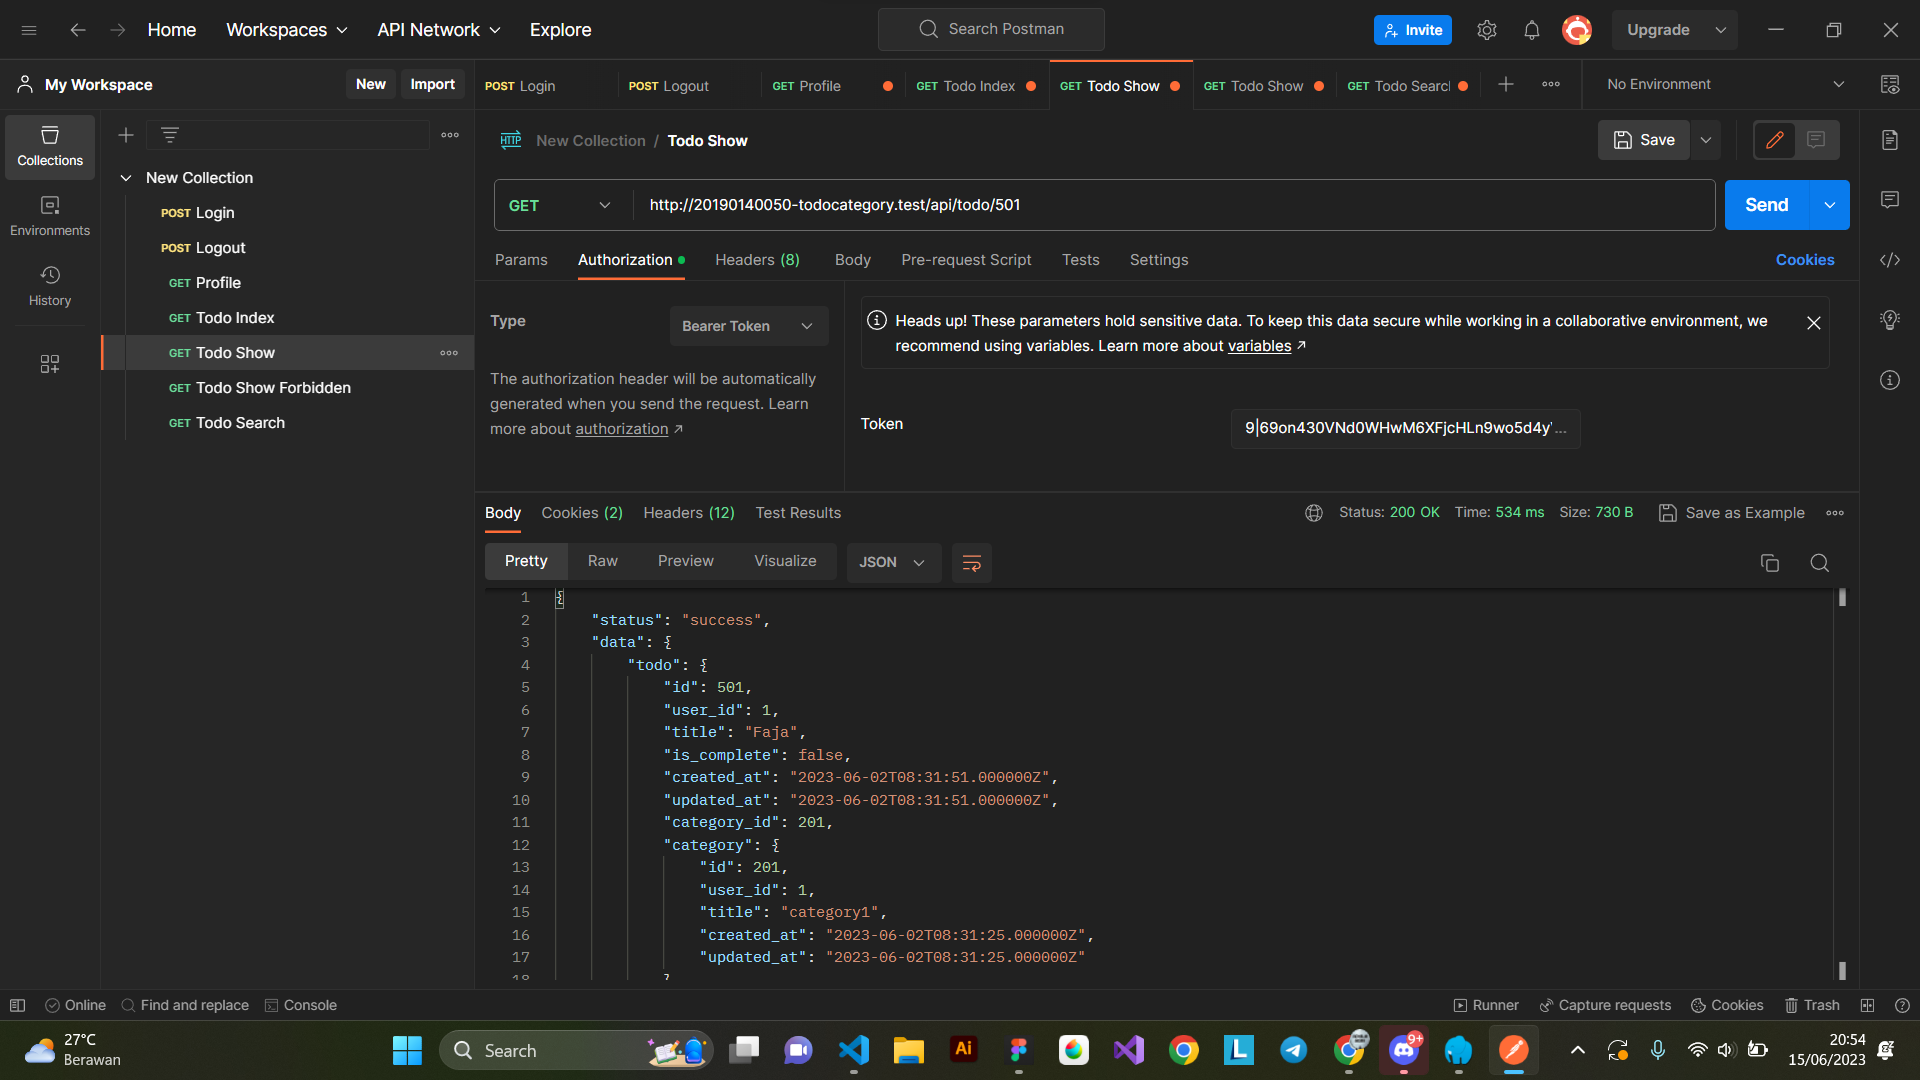 Home Workspaces API Network Explore Search Postman Invite Upgrade
My Workspace New Import POST Login POST Logout GET Profile GET Todo Index GET Todo Show GET Todo Show GET Todo Searcl No Environment
Collections
Environments
History
New Collection
POST Login
POST Logout
GET Profile
GET Todo Index
GET Todo Show
GET Todo Show Forbidden
GET Todo Search
HTTP New Collection / Todo Show Save
GET http://20190140050-todocategory.test/api/todo/501 Send
Params Authorization Headers (8) Body Pre-request Script Tests Settings Cookies
Type Bearer Token
The authorization header will be automatically
generated when you send the request. Learn
more about authorization ↗
Heads up! These parameters hold sensitive data. To keep this data secure while working in a collaborative environment, we
recommend using variables. Learn more about variables ↗
Token 9|69on430VNd0WHwM6XFjcHLn9wo5d4y'...
Body Cookies (2) Headers (12) Test Results Status: 200 OK Time: 534 ms Size: 730 B Save as Example
Pretty Raw Preview Visualize JSON
1 {
2 "status": "success",
3 "data": {
4 "todo": {
5 "id": 501,
6 "user_id": 1,
7 "title": "Faja",
8 "is_complete": false,
9 "created_at": "2023-06-02T08:31:51.000000Z",
10 "updated_at": "2023-06-02T08:31:51.000000Z",
11 "category_id": 201,
12 "category": {
13 "id": 201,
14 "user_id": 1,
15 "title": "category1",
16 "created_at": "2023-06-02T08:31:25.000000Z",
17 "updated_at": "2023-06-02T08:31:25.000000Z"
18 }
Online Find and replace Console Runner Capture requests Cookies Trash
27°C
Berawan
Search
Ai
L
9+
20:54
15/06/2023